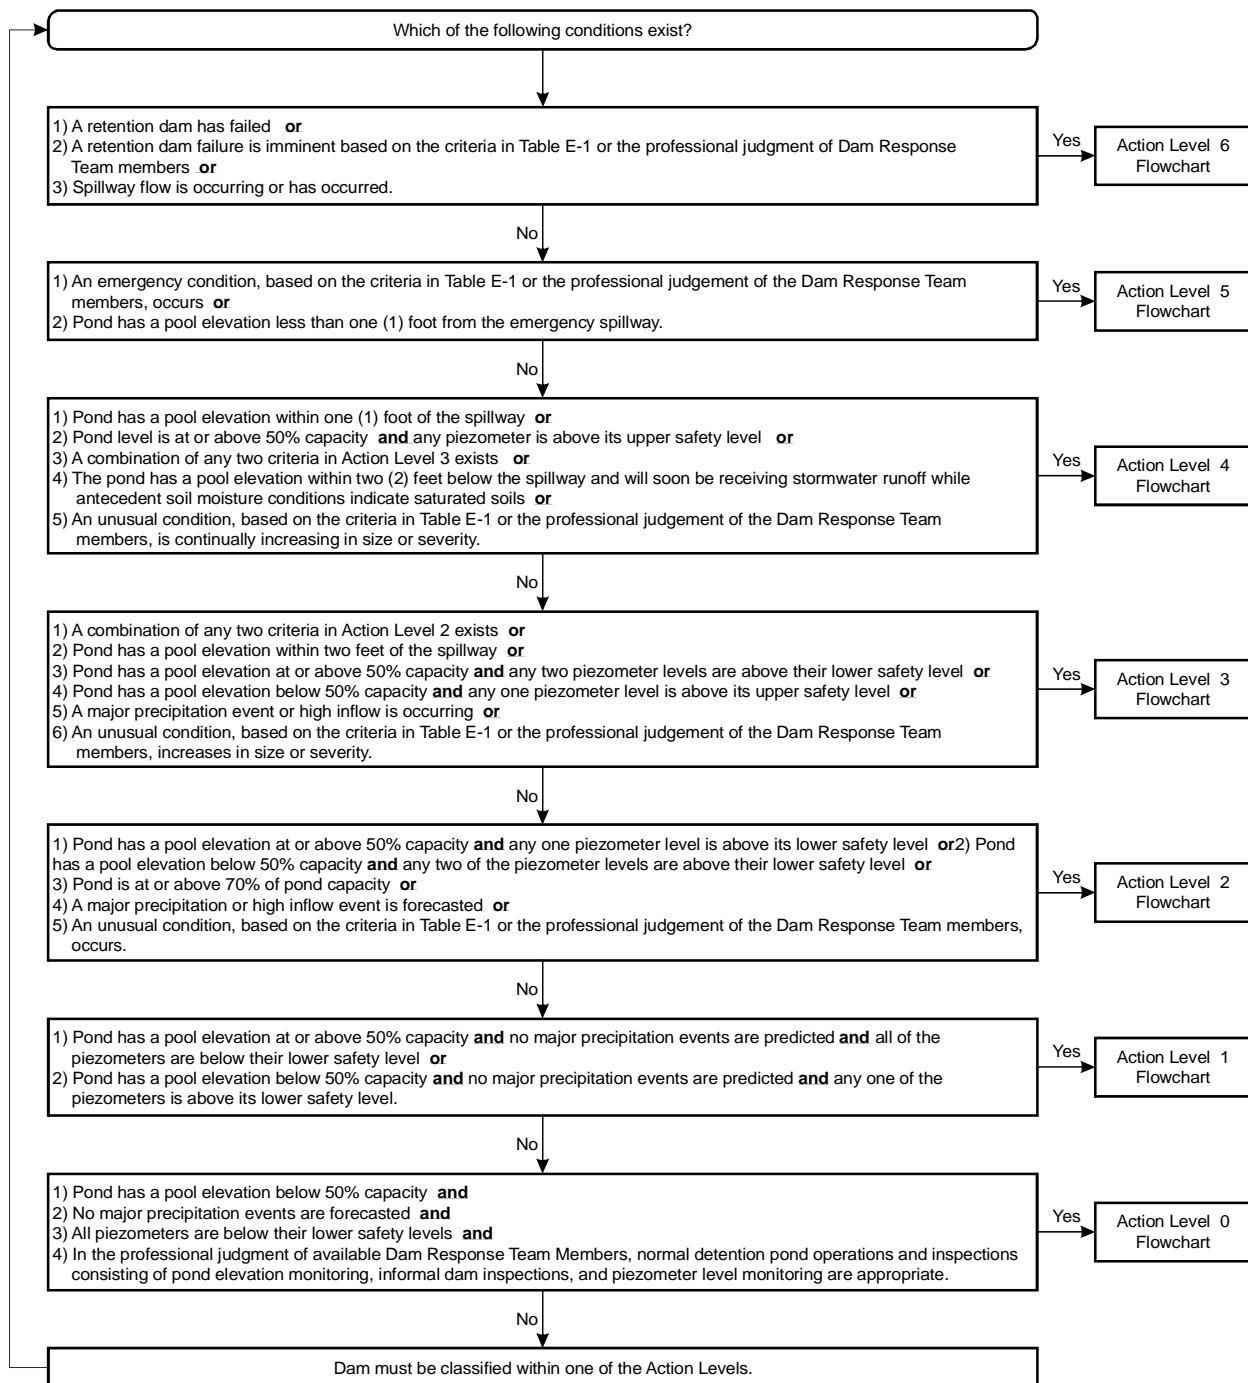 Which of the following conditions exist?
1) A retention dam has failed or
2) A retention dam failure is imminent based on the criteria in Table E-1 or the professional judgment of Dam Response
Team members or
3) Spillway flow is occurring or has occurred.
Yes
Action Level 6
Flowchart
No
1) An emergency condition, based on the criteria in Table E-1 or the professional judgement of the Dam Response Team
members, occurs or
2) Pond has a pool elevation less than one (1) foot from the emergency spillway.
Yes
Action Level 5
Flowchart
No
1) Pond has a pool elevation within one (1) foot of the spillway or
2) Pond level is at or above 50% capacity and any piezometer is above its upper safety level or
3) A combination of any two criteria in Action Level 3 exists or
4) The pond has a pool elevation within two (2) feet below the spillway and will soon be receiving stormwater runoff while
antecedent soil moisture conditions indicate saturated soils or
5) An unusual condition, based on the criteria in Table E-1 or the professional judgement of the Dam Response Team
members, is continually increasing in size or severity.
Yes
Action Level 4
Flowchart
No
1) A combination of any two criteria in Action Level 2 exists or
2) Pond has a pool elevation within two feet of the spillway or
3) Pond has a pool elevation at or above 50% capacity and any two piezometer levels are above their lower safety level or
4) Pond has a pool elevation below 50% capacity and any one piezometer level is above its upper safety level or
5) A major precipitation event or high inflow is occurring or
6) An unusual condition, based on the criteria in Table E-1 or the professional judgement of the Dam Response Team
members, increases in size or severity.
Yes
Action Level 3
Flowchart
No
1) Pond has a pool elevation at or above 50% capacity and any one piezometer level is above its lower safety level or2) Pond
has a pool elevation below 50% capacity and any two of the piezometer levels are above their lower safety level or
3) Pond is at or above 70% of pond capacity or
4) A major precipitation or high inflow event is forecasted or
5) An unusual condition, based on the criteria in Table E-1 or the professional judgement of the Dam Response Team members,
occurs.
Yes
Action Level 2
Flowchart
No
1) Pond has a pool elevation at or above 50% capacity and no major precipitation events are predicted and all of the
piezometers are below their lower safety level or
2) Pond has a pool elevation below 50% capacity and no major precipitation events are predicted and any one of the
piezometers is above its lower safety level.
Yes
Action Level 1
Flowchart
No
1) Pond has a pool elevation below 50% capacity and
2) No major precipitation events are forecasted and
3) All piezometers are below their lower safety levels and
4) In the professional judgment of available Dam Response Team Members, normal detention pond operations and inspections
consisting of pond elevation monitoring, informal dam inspections, and piezometer level monitoring are appropriate.
Yes
Action Level 0
Flowchart
No
Dam must be classified within one of the Action Levels.